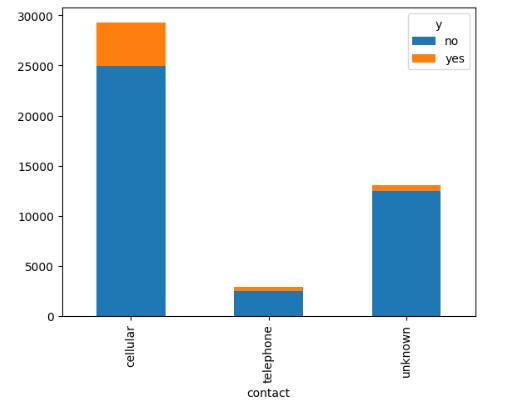 30000
25000
20000
15000
10000
5000
0
y
no
yes
cellular
telephone
unknown
contact